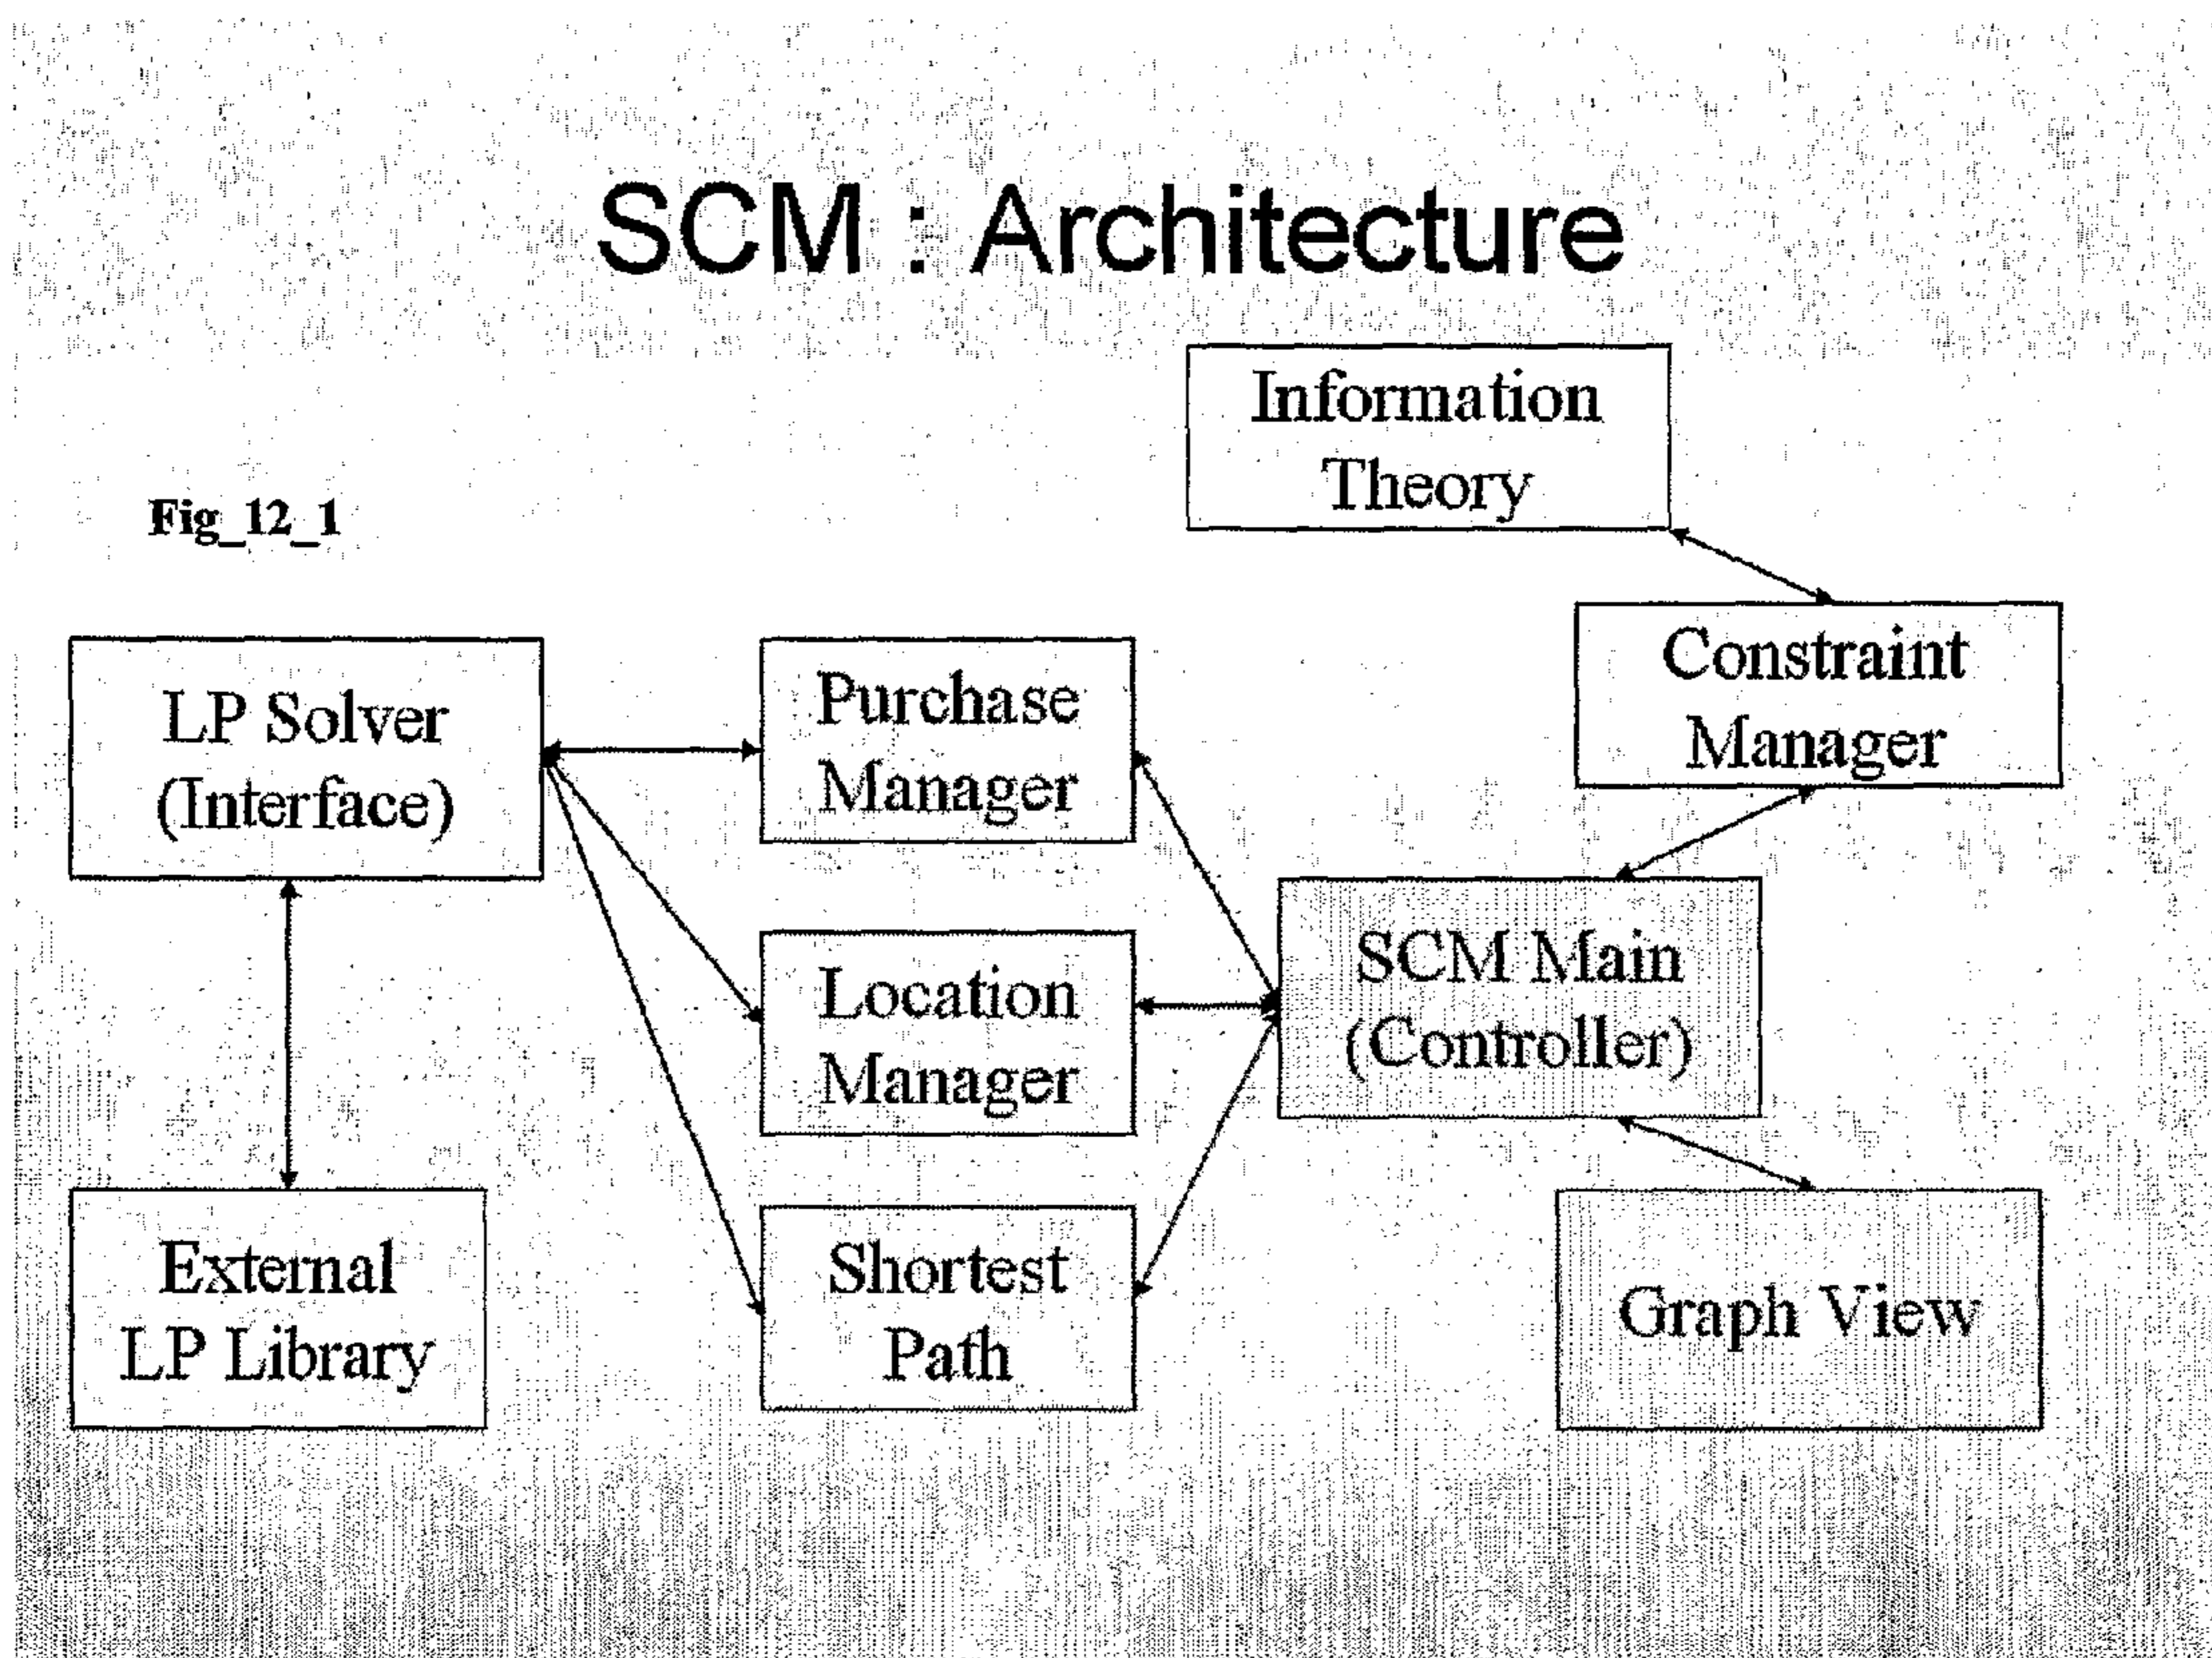 SCM : Architecture
Information
Theory
Fig_12_1
Constraint
Manager
LP Solver
(Interface)
Purchase
Manager
SCM Main
(Controller)
Location
Manager
External
LP Library
Shortest
Path
Graph View